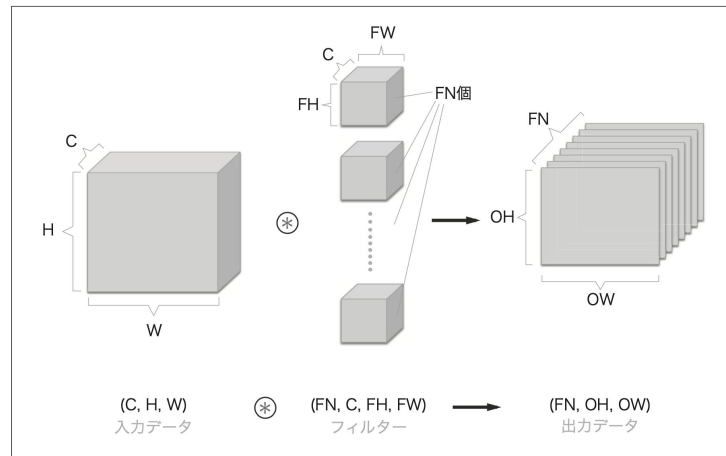 FW
C
FH
FN個
FN
C
H
OH
W
OW
(C, H, W)
(FN, C, FH, FW)
(FN, OH, OW)
入力データ
フィルター
出力データ